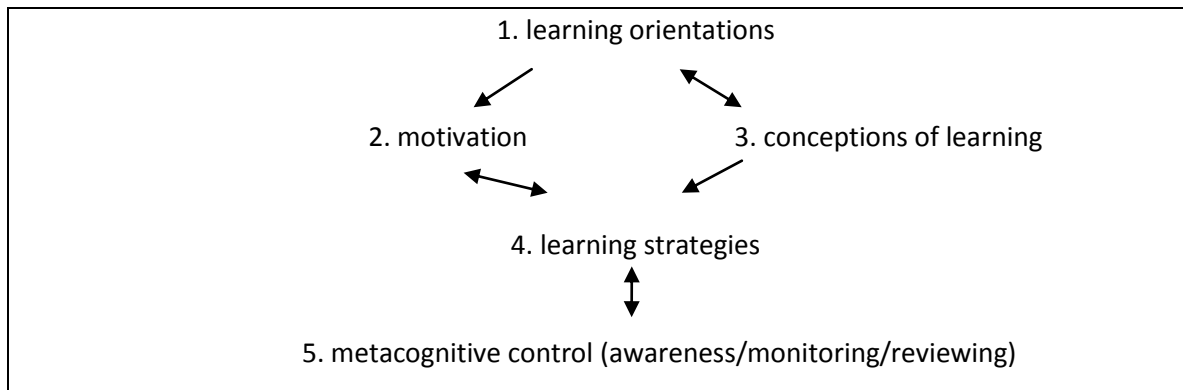 1. learning orientations
2. motivation
3. conceptions of learning
4. learning strategies
5. metacognitive control (awareness/monitoring/reviewing)